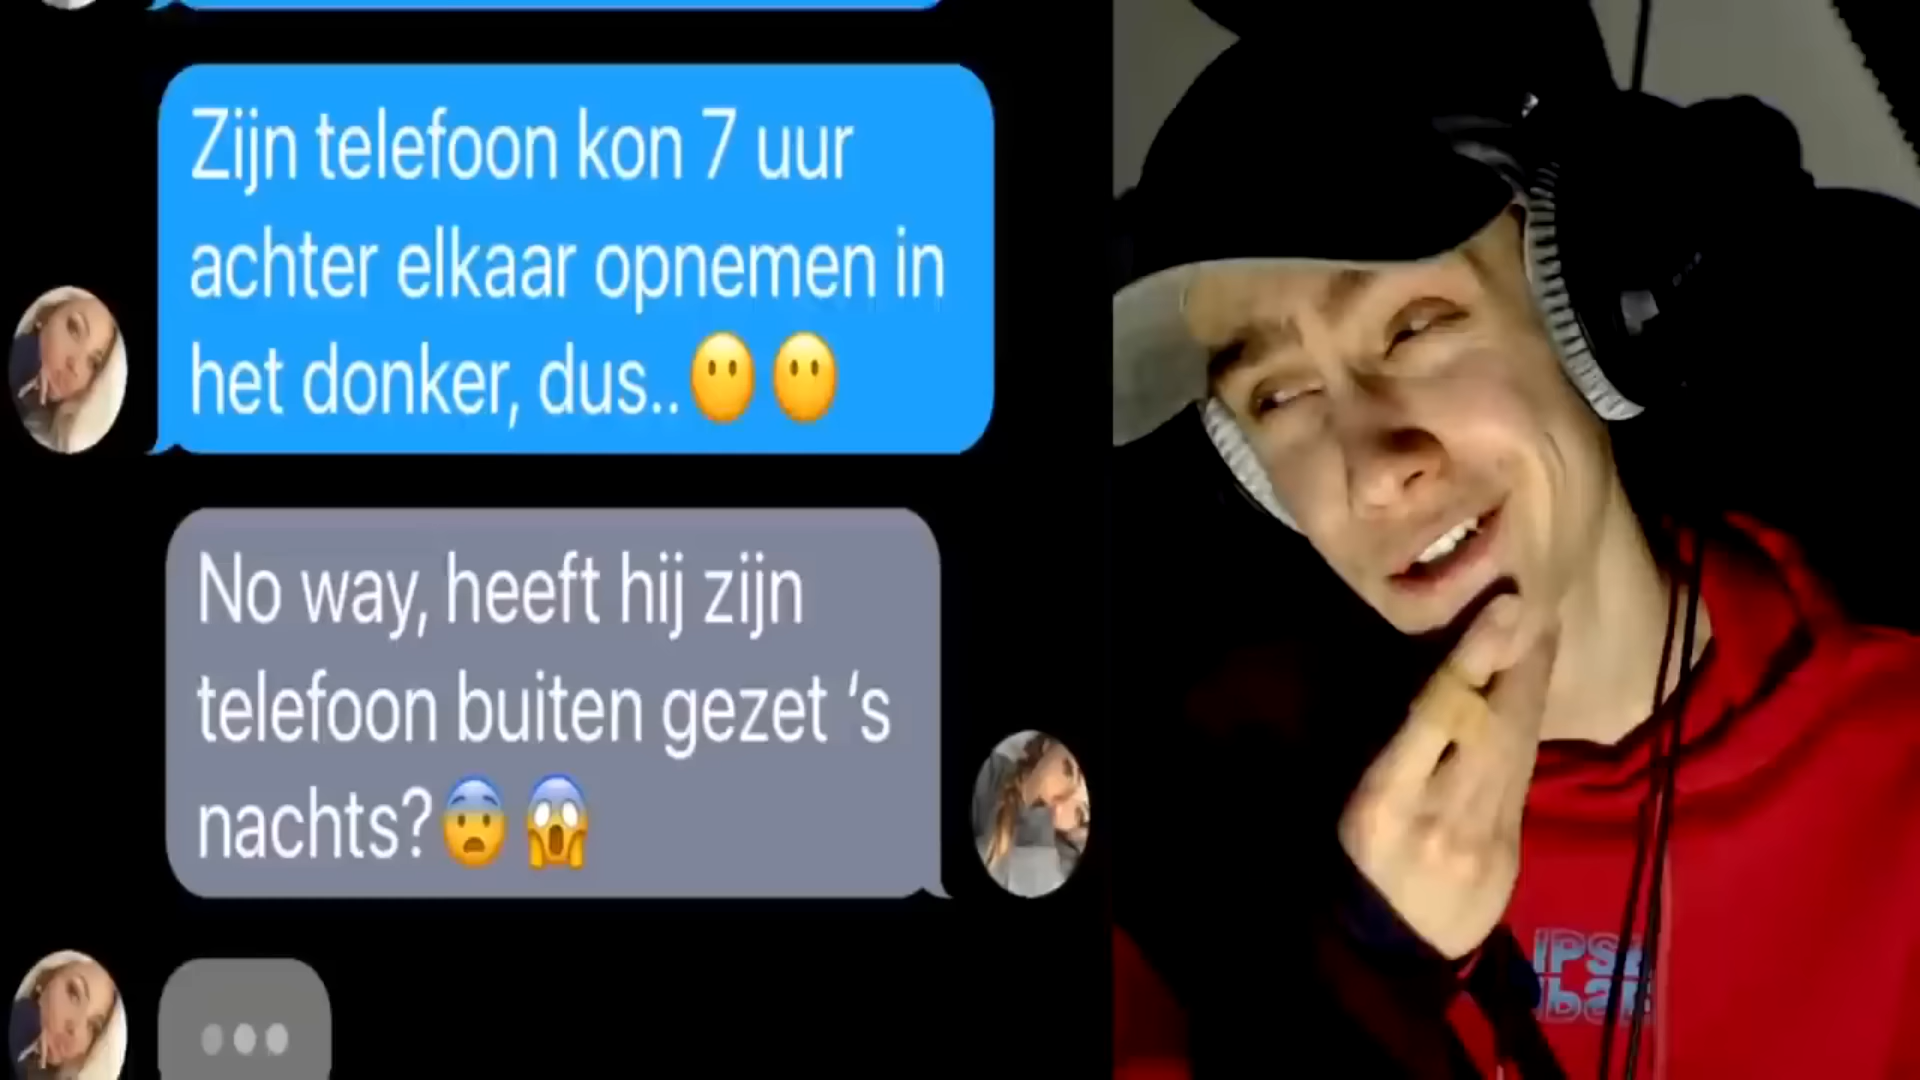 Zijn telefoon kon 7 uur
achter elkaar opnemen in
het donker, dus..😶😶
No way, heeft hij zijn
telefoon buiten gezet ‘s
nachts?😨😱